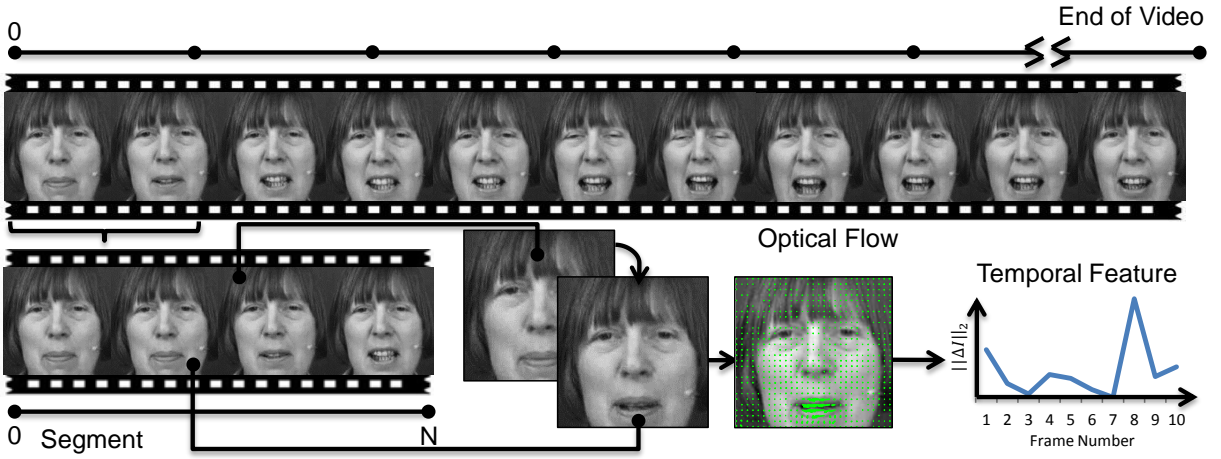 End of Video
0
Optical Flow
Temporal Feature
||ΔI||₂
1 2 3 4 5 6 7 8 9 10
Frame Number
0 Segment N